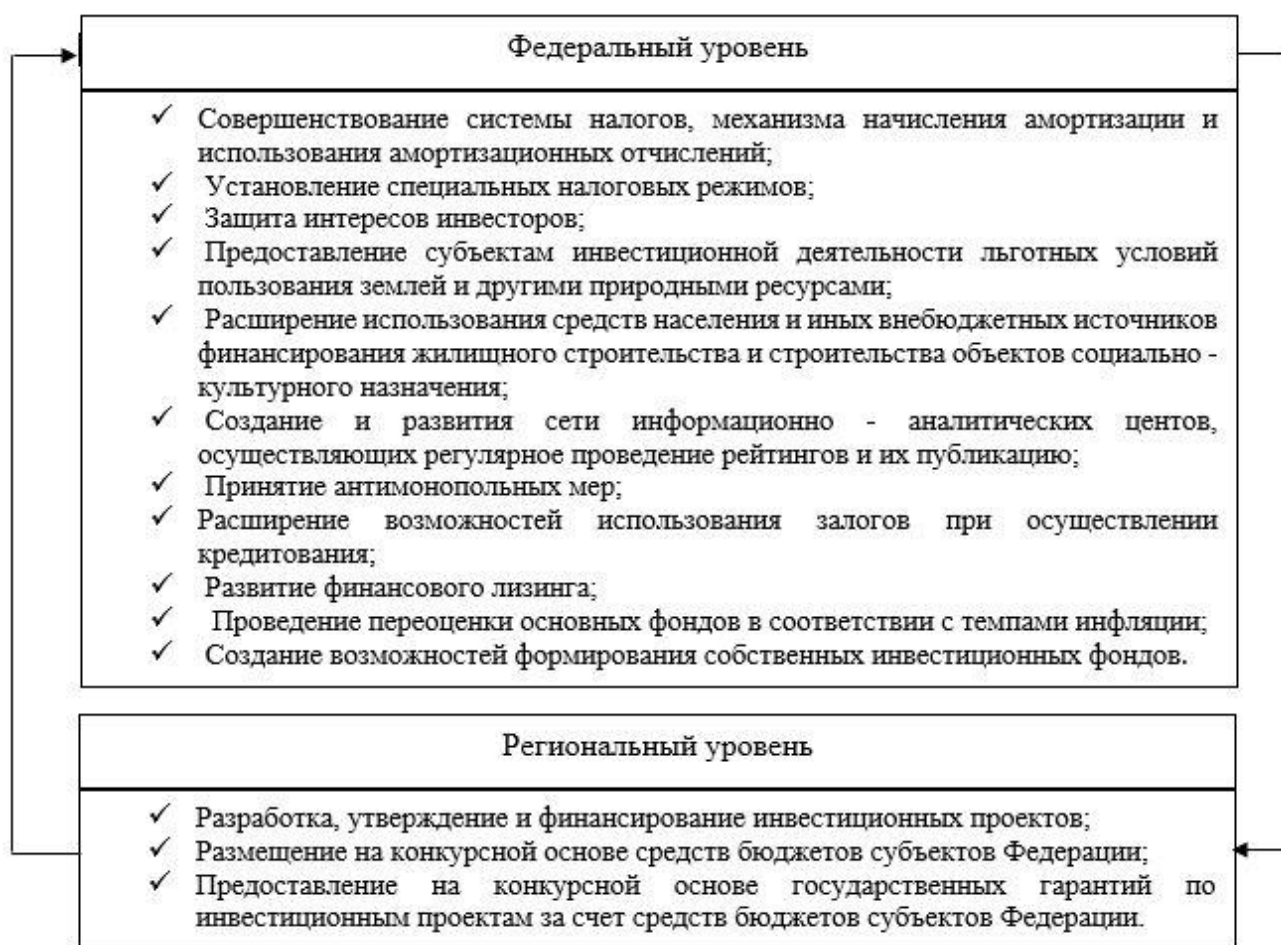 Федеральный уровень
✓ Совершенствование системы налогов, механизма начисления амортизации и
использования амортизационных отчислений;
✓ Установление специальных налоговых режимов;
✓ Защита интересов инвесторов;
✓ Предоставление субъектам инвестиционной деятельности льготных условий
пользования землей и другими природными ресурсами;
✓ Расширение использования средств населения и иных внебюджетных источников
финансирования жилищного строительства и строительства объектов социально -
культурного назначения;
✓ Создание и развития сети информационно - аналитических центов,
осуществляющих регулярное проведение рейтингов и их публикацию;
✓ Принятие антимонопольных мер;
✓ Расширение возможностей использования залогов при осуществлении
кредитования;
✓ Развитие финансового лизинга;
✓ Проведение переоценки основных фондов в соответствии с темпами инфляции;
✓ Создание возможностей формирования собственных инвестиционных фондов.
Региональный уровень
✓ Разработка, утверждение и финансирование инвестиционных проектов;
✓ Размещение на конкурсной основе средств бюджетов субъектов Федерации;
✓ Предоставление на конкурсной основе государственных гарантий по
инвестиционным проектам за счет средств бюджетов субъектов Федерации.